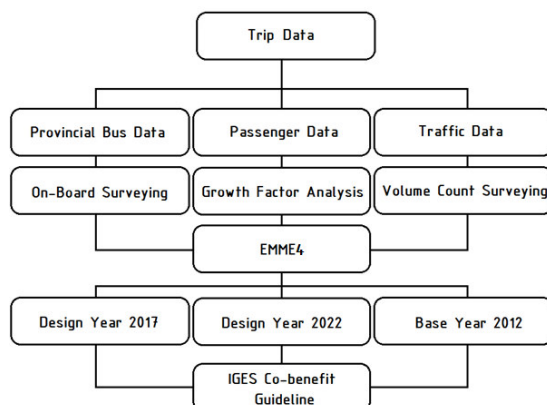 Trip Data
Provincial Bus Data
Passenger Data
Traffic Data
On-Board Surveying
Growth Factor Analysis
Volume Count Surveying
EMME4
Design Year 2017
Design Year 2022
Base Year 2012
IGES Co-benefit
Guideline